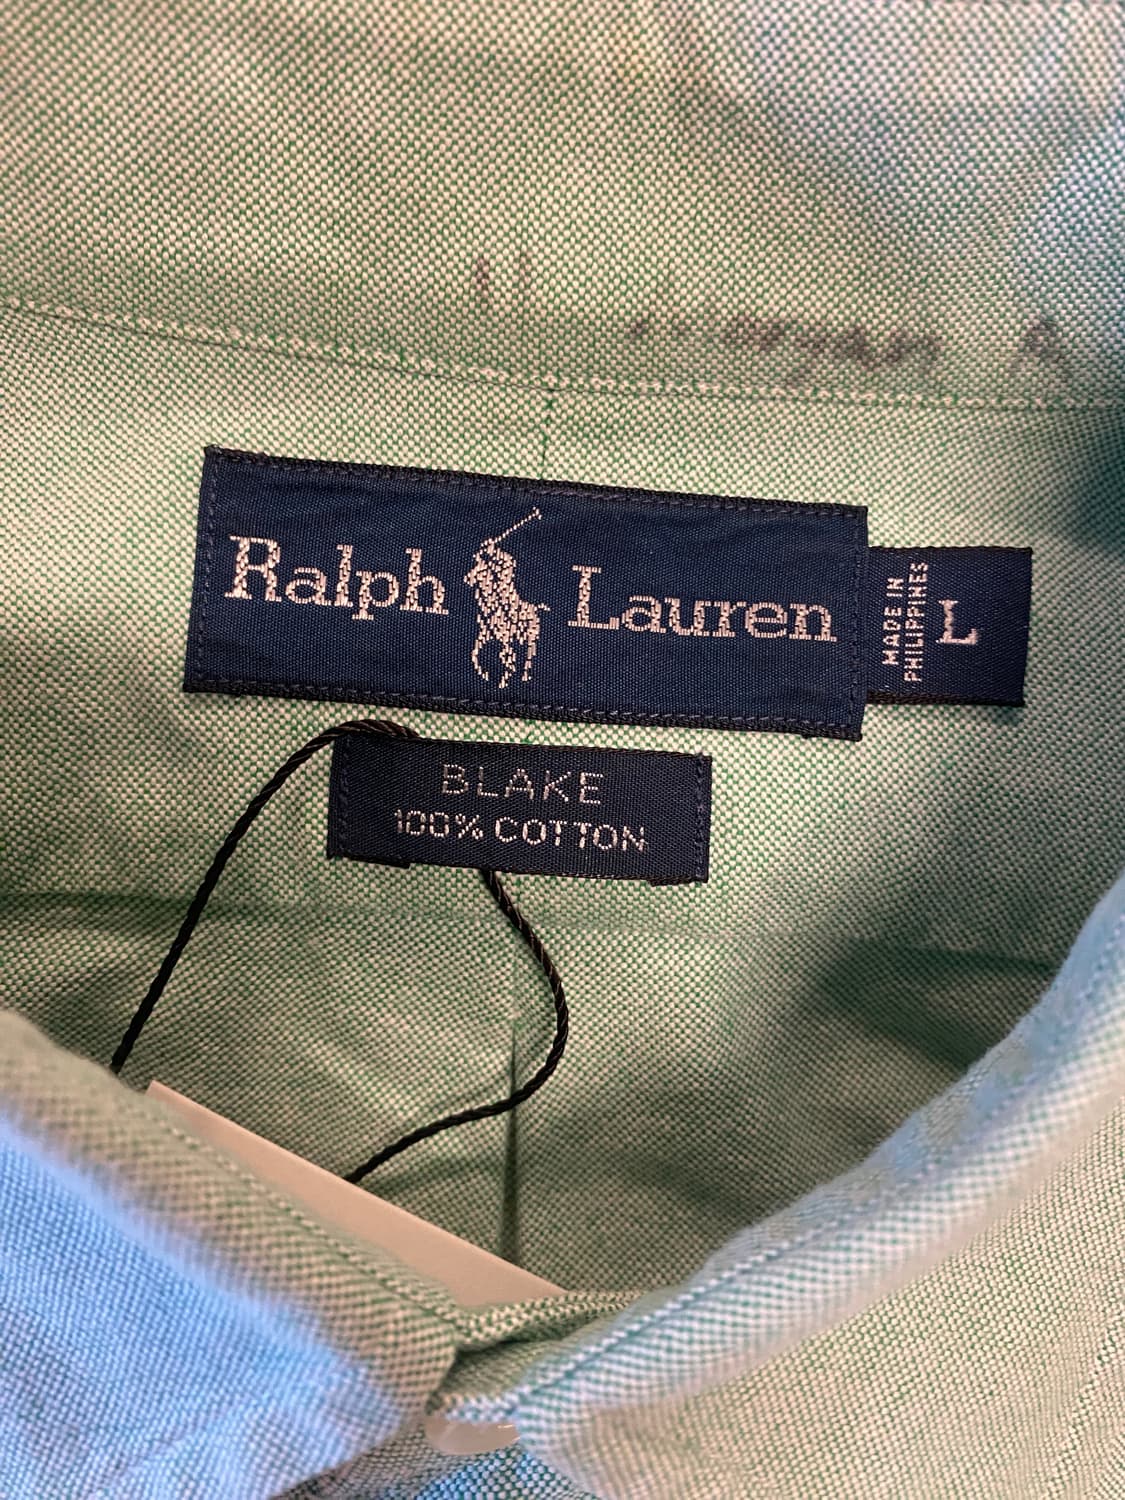 Ralph Lauren
MADE IN
PHILIPPINES
L
BLAKE
100% COTTON